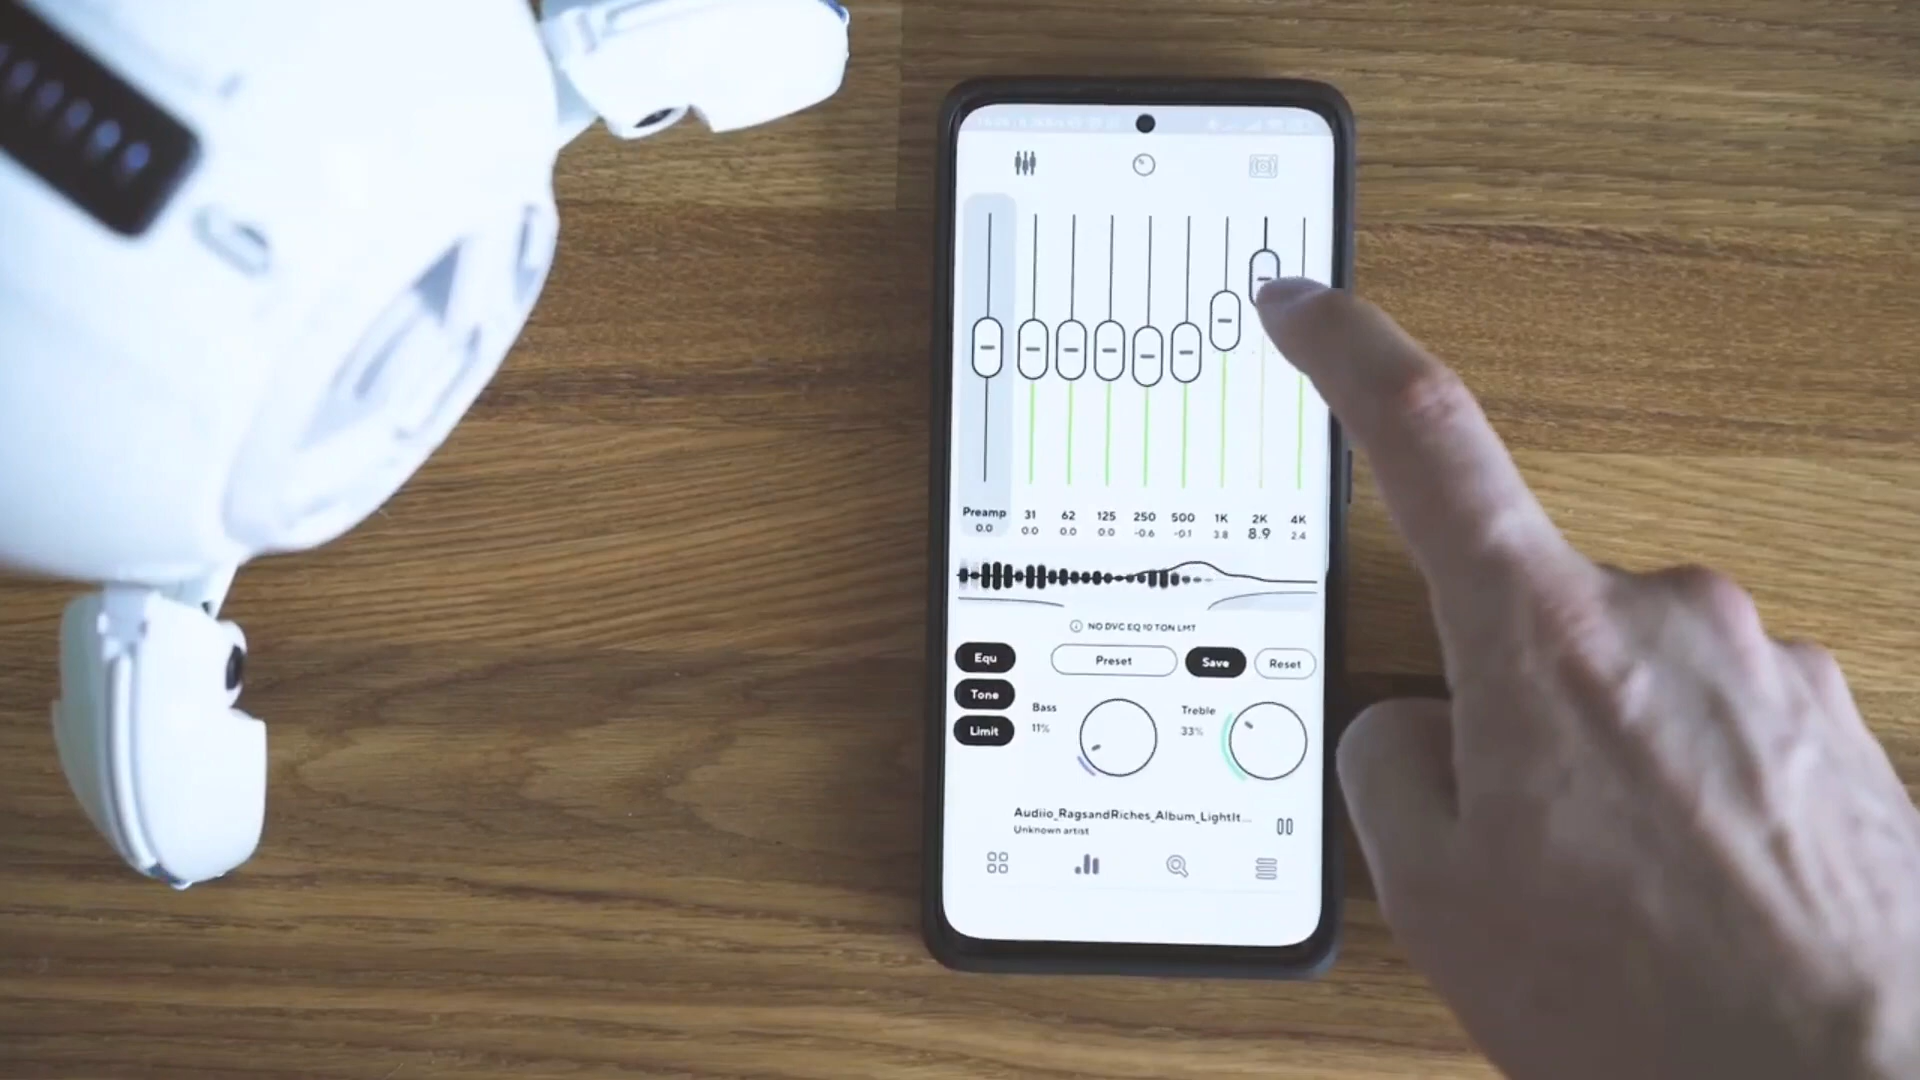 Preamp 31 62 125 250 500 1K 2K 4K
0.0 0.0 0.0 0.0 -0.6 -0.1 3.8 8.9 2.4
NO DVC EQ 10 TON LMT
Equ Preset Save Reset
Tone
Limit
Bass
11%
Treble
33%
Audiio_RagsandRiches_Album_LightIt...
Unknown artist